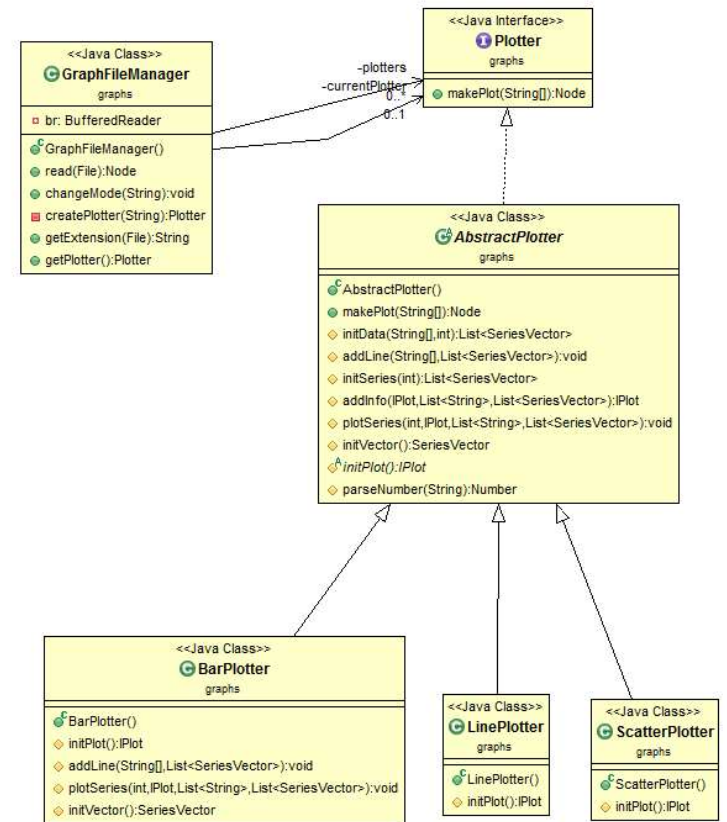 <<Java Class>>
GraphFileManager
graphs
br: BufferedReader
GraphFileManager()
read(File):Node
changeMode(String):void
createPlotter(String):Plotter
getExtension(File):String
getPlotter():Plotter
-plotters
-currentPlotter
0..*
0..1
<<Java Interface>>
Plotter
graphs
makePlot(String[]):Node
<<Java Class>>
AbstractPlotter
graphs
AbstractPlotter()
makePlot(String[]):Node
initData(String[],int):List<SeriesVector>
addLine(String[],List<SeriesVector>):void
initSeries(int):List<SeriesVector>
addInfo(IPlot,List<String>,List<SeriesVector>):IPlot
plotSeries(int,IPlot,List<String>,List<SeriesVector>):void
initVector():SeriesVector
initPlot():IPlot
parseNumber(String):Number
<<Java Class>>
BarPlotter
graphs
BarPlotter()
initPlot():IPlot
addLine(String[],List<SeriesVector>):void
plotSeries(int,IPlot,List<String>,List<SeriesVector>):void
initVector():SeriesVector
<<Java Class>>
LinePlotter
graphs
LinePlotter()
initPlot():IPlot
<<Java Class>>
ScatterPlotter
graphs
ScatterPlotter()
initPlot():IPlot